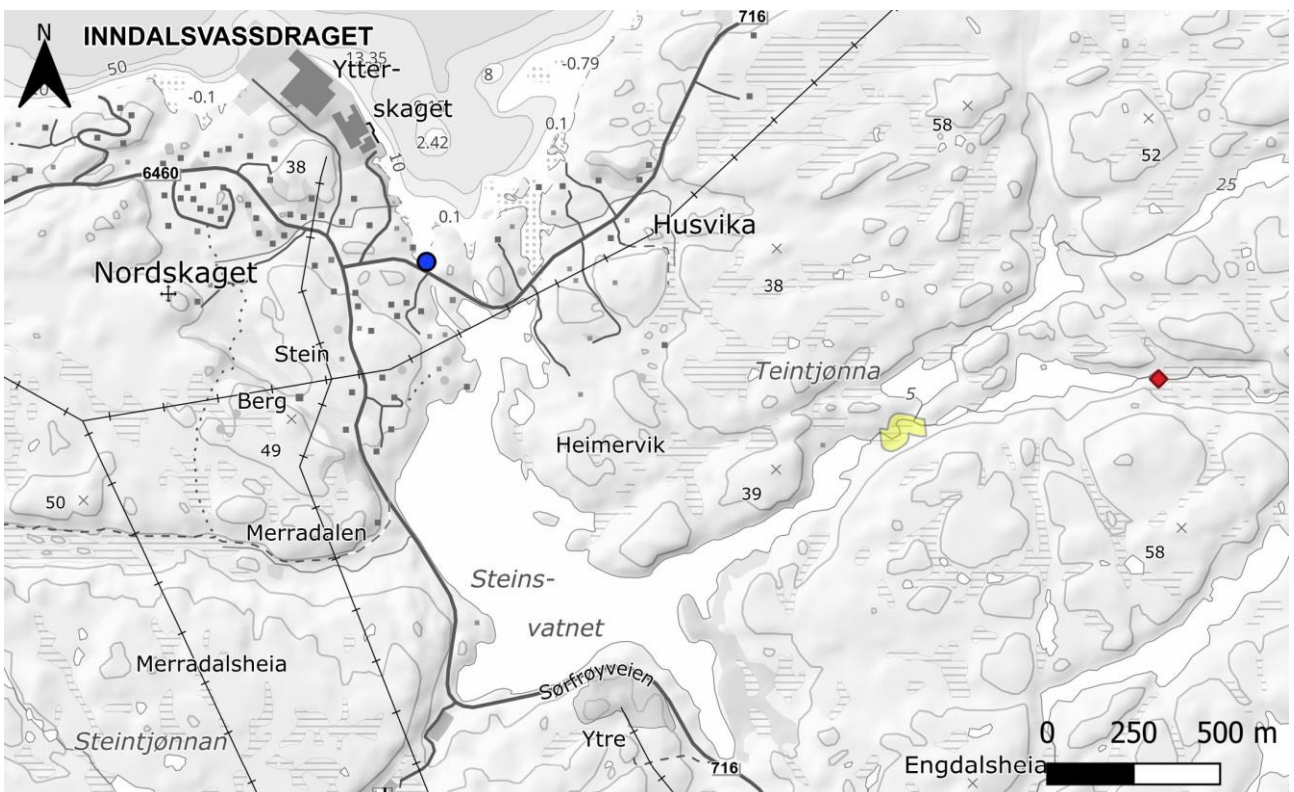 N
INNDALSVASSDRAGET
716
50
13.35
Ytter-
skaget
8
-0.79
-0.1
2.42
0.1
10
58
52
38
6460
25
0.1
Husvika
Nordskaget
38
Stein
Teintjønna
5
Berg
49
Heimervik
39
50
Merradalen
58
Steins-
vatnet
Merradalsheia
Sørfrøyveien
Steintjønnan
Ytre
716
0 250 500 m
Engdalsheia